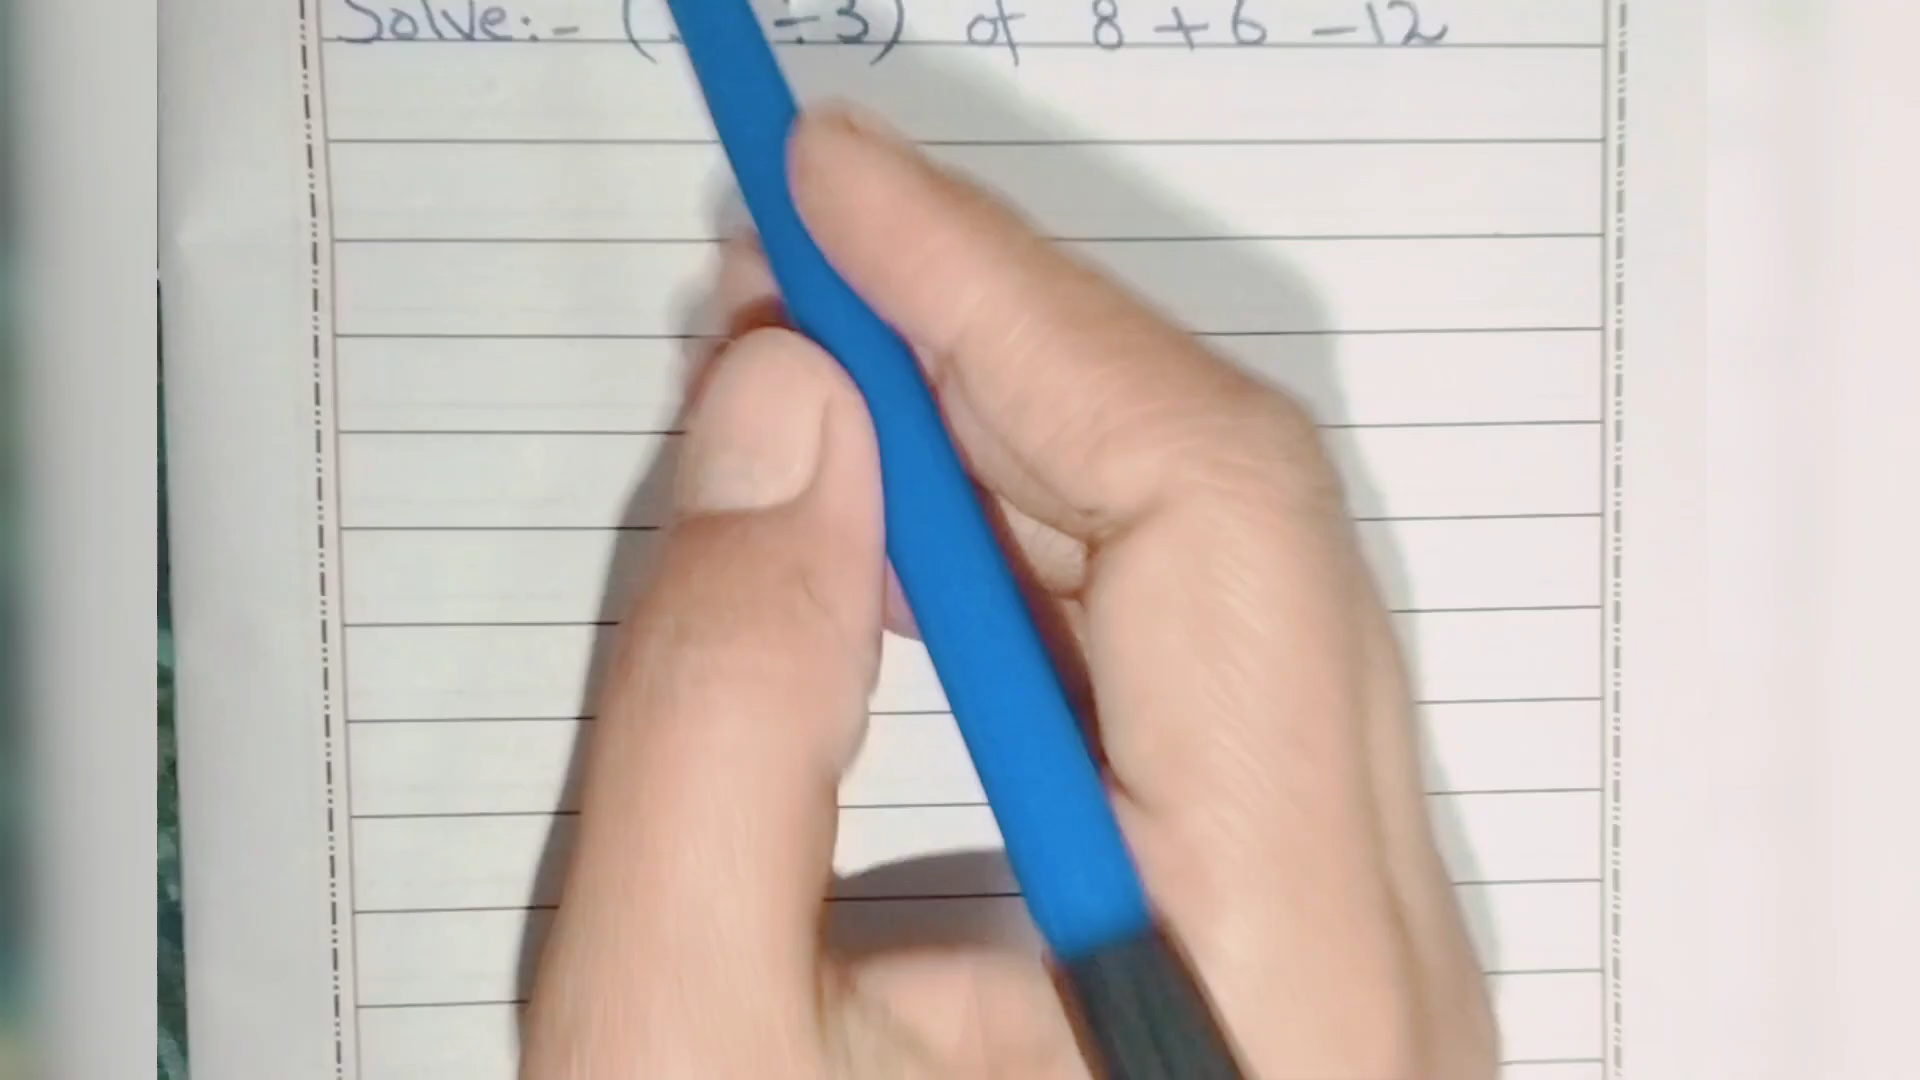 Solve:- ( ÷3) of 8 + 6 -12